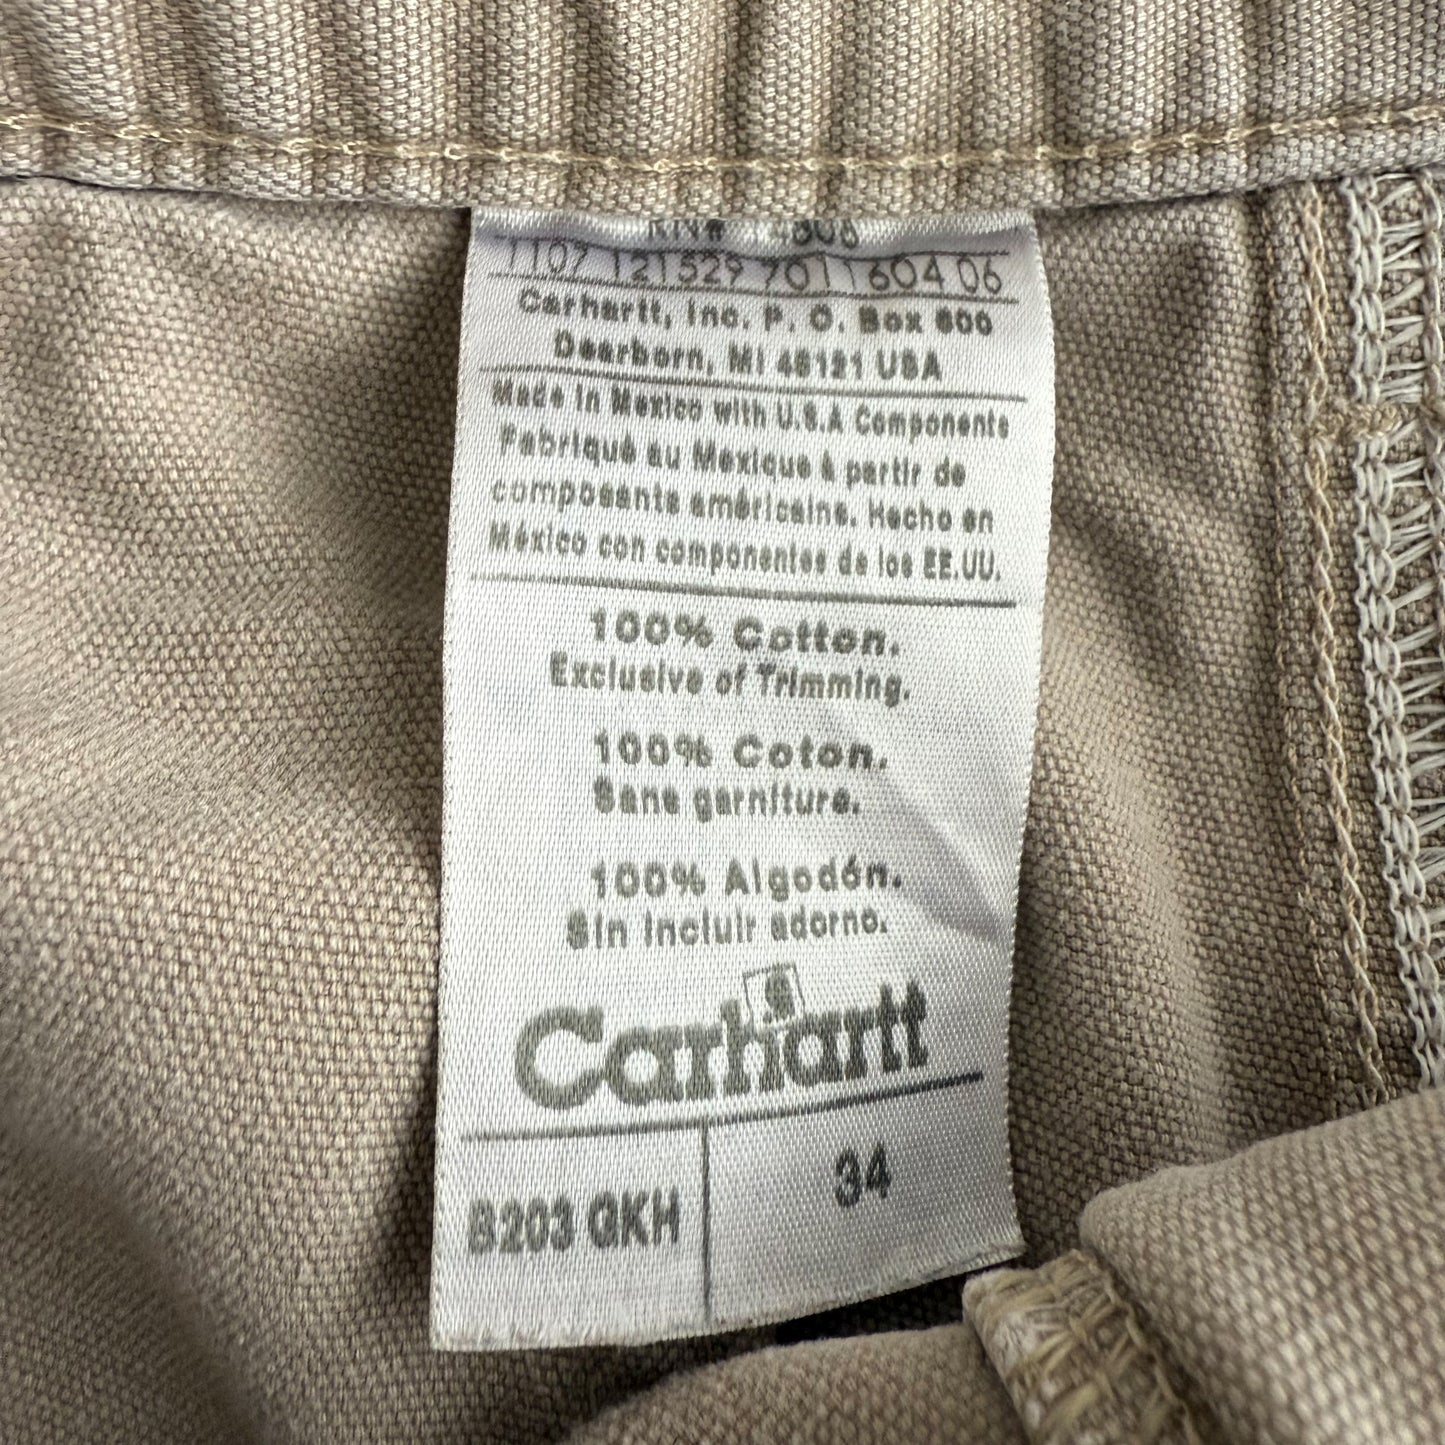 RN# 14806
1107 121529 7011604 06
Carhartt, Inc. P. O. Box 600
Dearborn, MI 48121 USA
Made in Mexico with U.S.A Components
Fabriqué au Mexique à partir de
composants américains. Hecho en
México con componentes de los EE.UU.
100% Cotton.
Exclusive of Trimming.
100% Coton.
Sans garniture.
100% Algodón.
Sin incluir adorno.
Carhartt
B203 GKH
34